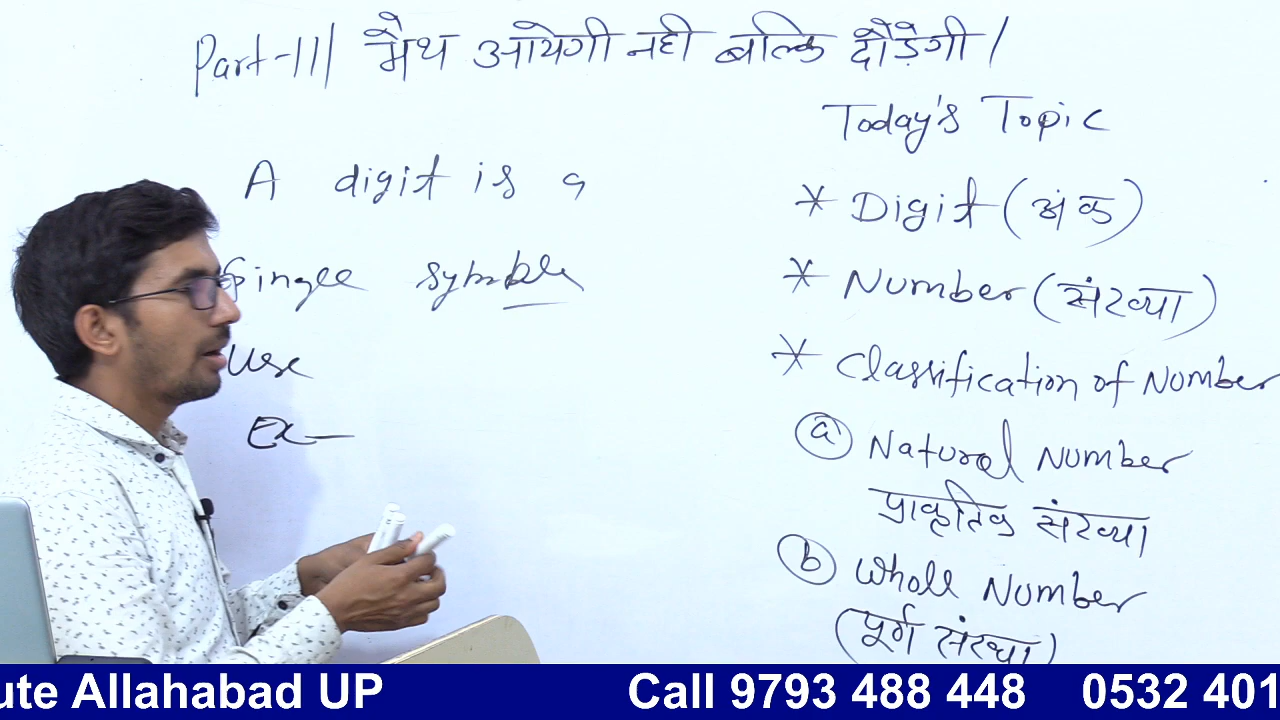 Part-III मैथ आयेगी नही बल्कि दौड़ेगी।
Today's Topic
A digit is a
Single symble
Use
Ex-
* Digit (अंक)
* Number (संख्या)
* Classification of Number
(a) Natural Number
प्राकृतिक संख्या
(b) Whole Number
(पूर्ण संख्या)
ute Allahabad UP Call 9793 488 448 0532 401